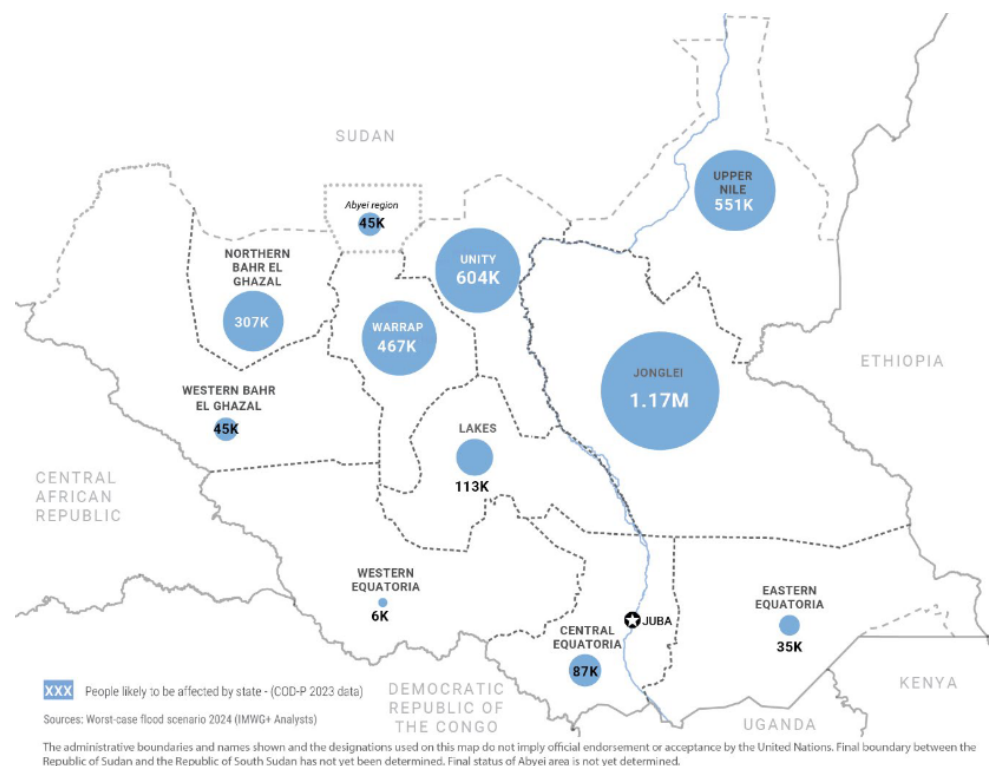 SUDAN
UPPER
NILE
551K
Abyei region
45K
NORTHERN
BAHR EL
GHAZAL
307K
UNITY
604K
WARRAP
467K
JONGLEI
1.17M
ETHIOPIA
WESTERN BAHR
EL GHAZAL
45K
LAKES
113K
CENTRAL
AFRICAN
REPUBLIC
WESTERN
EQUATORIA
6K
EASTERN
EQUATORIA
35K
JUBA
CENTRAL
EQUATORIA
87K
KENYA
DEMOCRATIC
REPUBLIC OF
THE CONGO
UGANDA
XXX People likely to be affected by state - (COD-P 2023 data)
Sources: Worst-case flood scenario 2024 (IMWG+ Analysts)
The administrative boundaries and names shown and the designations used on this map do not imply official endorsement or acceptance by the United Nations. Final boundary between the
Republic of Sudan and the Republic of South Sudan has not yet been determined. Final status of Abyei area is not yet determined.